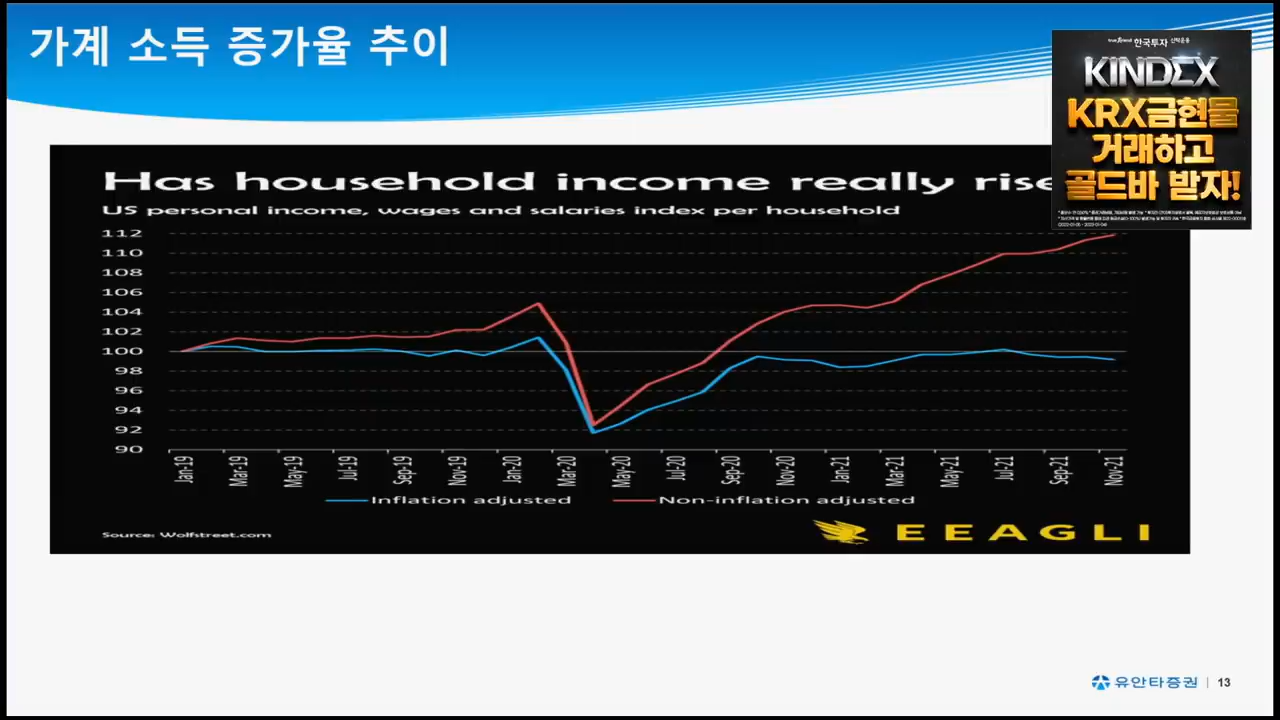 가계 소득 증가율 추이
한국투자 신탁운용
KINDEX
KRX금현물
거래하고
골드바 받자!
Has household income really rise
US personal income, wages and salaries index per household
112
110
108
106
104
102
100
98
96
94
92
90
Jan-19 Mar-19 May-19 Jul-19 Sep-19 Nov-19 Jan-20 Mar-20 May-20 Jul-20 Sep-20 Nov-20 Jan-21 Mar-21 May-21 Jul-21 Sep-21 Nov-21
Inflation adjusted Non-inflation adjusted
Source: Wolfstreet.com
EEAGLI
유안타증권 | 13